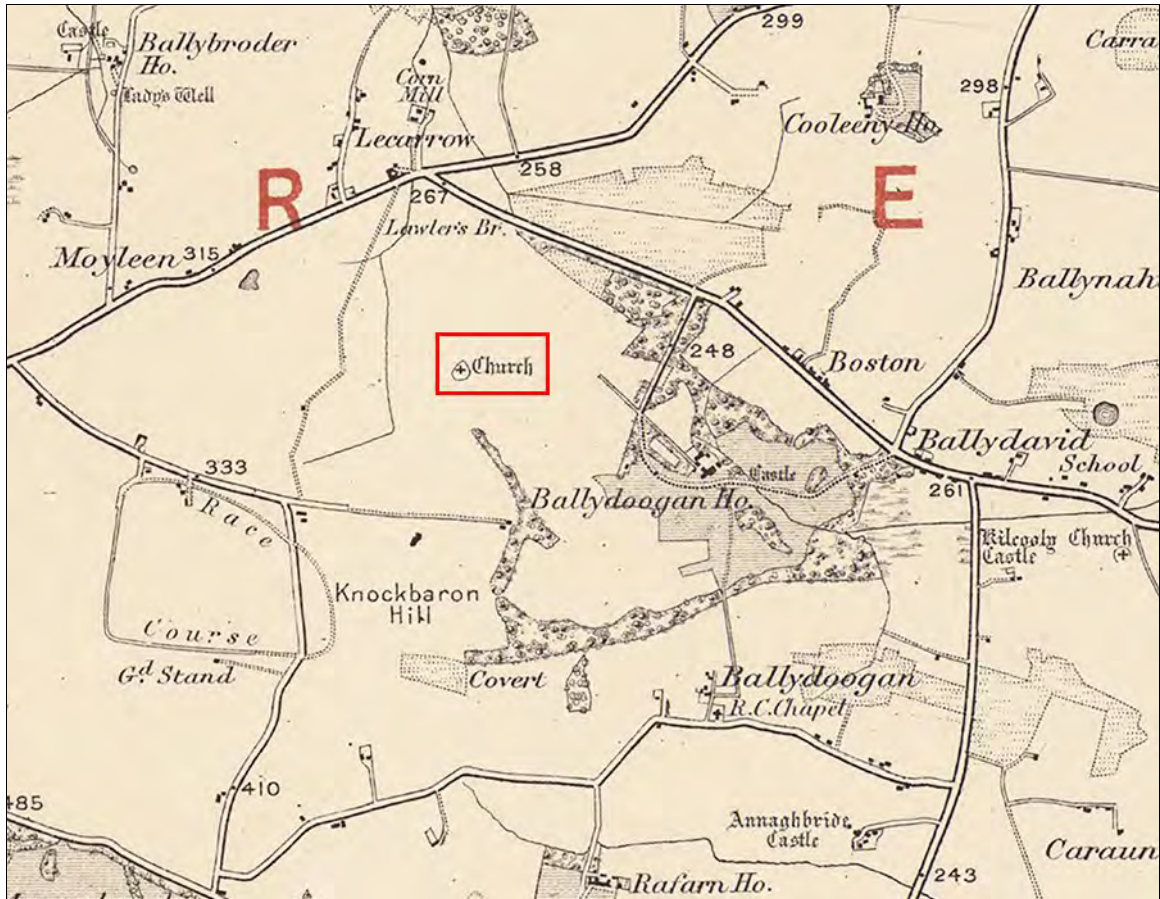 Castle
Ballybroder
Ho.
Lady's Well
Corn
Mill
Lecarrow
299
298
Cooleeny Ho.
R
E
258
267
Lawler's Br.
Moyleen 315
Church
248
Boston
Ballydavid
School
261
Castle
Ballydoogan Ho.
Kilcooly Church
Castle
333
Race
Course
Gd. Stand
Knockbaron
Hill
Covert
Ballydoogan
R.C. Chapel
410
485
Annaghbride
Castle
Caraun
243
Rafarn Ho.